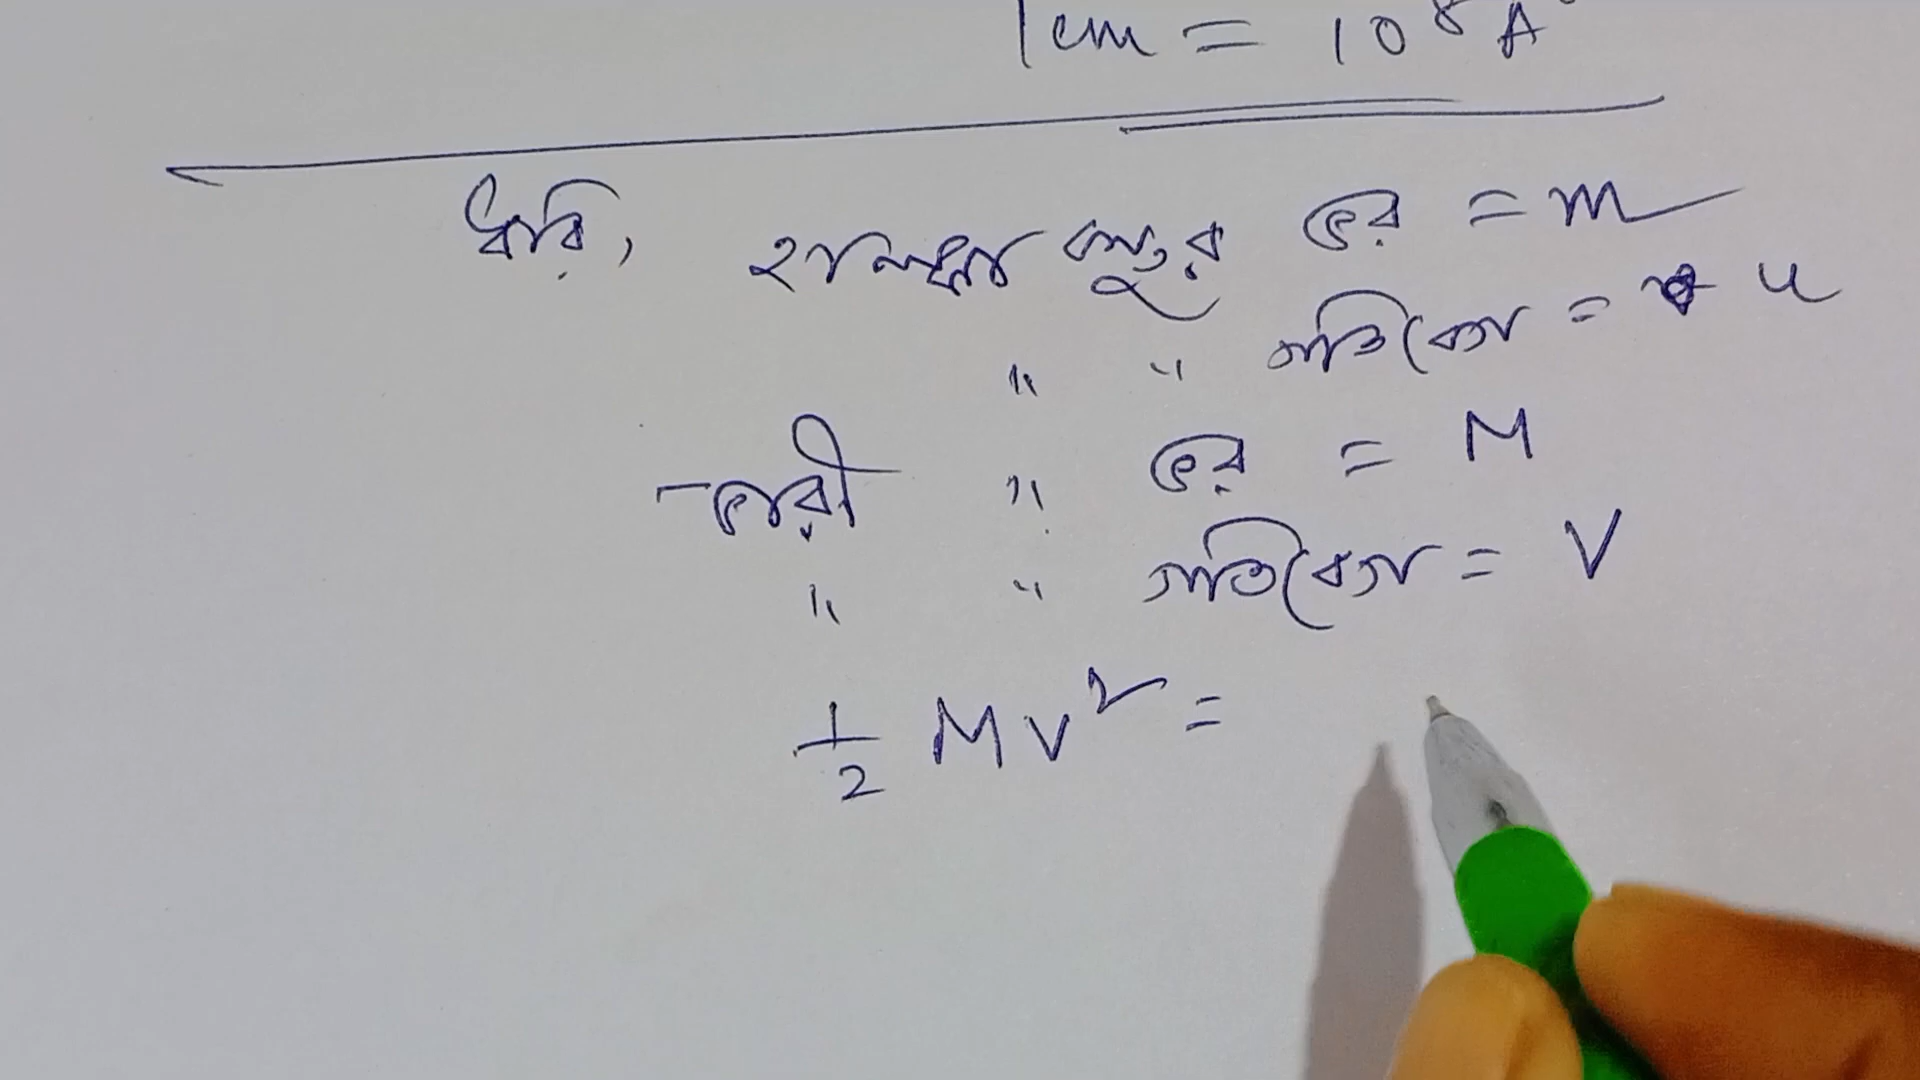 1cm = 10⁸ A°
ধরি, হালকা বস্তুর ভর = m
" " গতিবেগ = u
ভারী " ভর = M
" " গতিবেগ = V
1/2 MV² =